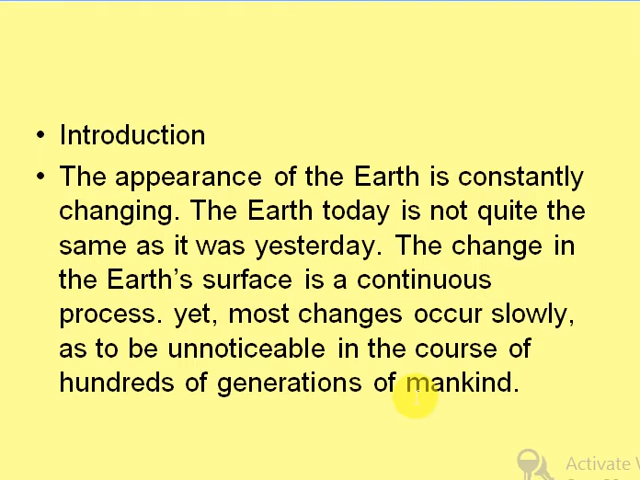 • Introduction
• The appearance of the Earth is constantly
changing. The Earth today is not quite the
same as it was yesterday. The change in
the Earth’s surface is a continuous
process. yet, most changes occur slowly,
as to be unnoticeable in the course of
hundreds of generations of mankind.
Activate